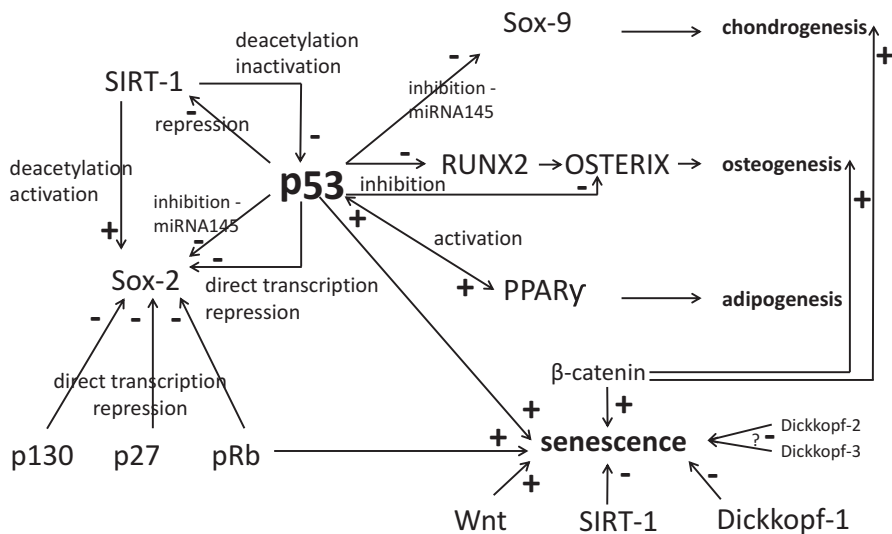 Sox-9
chondrogenesis
+
deacetylation
inactivation
-
SIRT-1
inhibition -
miRNA145
-
repression
-
deacetylation
activation
p53
-
RUNX2
OSTERIX
osteogenesis
inhibition
-
+
inhibition -
miRNA145
-
+
activation
+
-
Sox-2
direct transcription
repression
+
PPARƴ
adipogenesis
- - -
β-catenin
direct transcription
repression
+
+
Dickkopf-2
p130
p27
pRb
+
senescence
? -
Dickkopf-3
+
-
-
Wnt
SIRT-1
Dickkopf-1